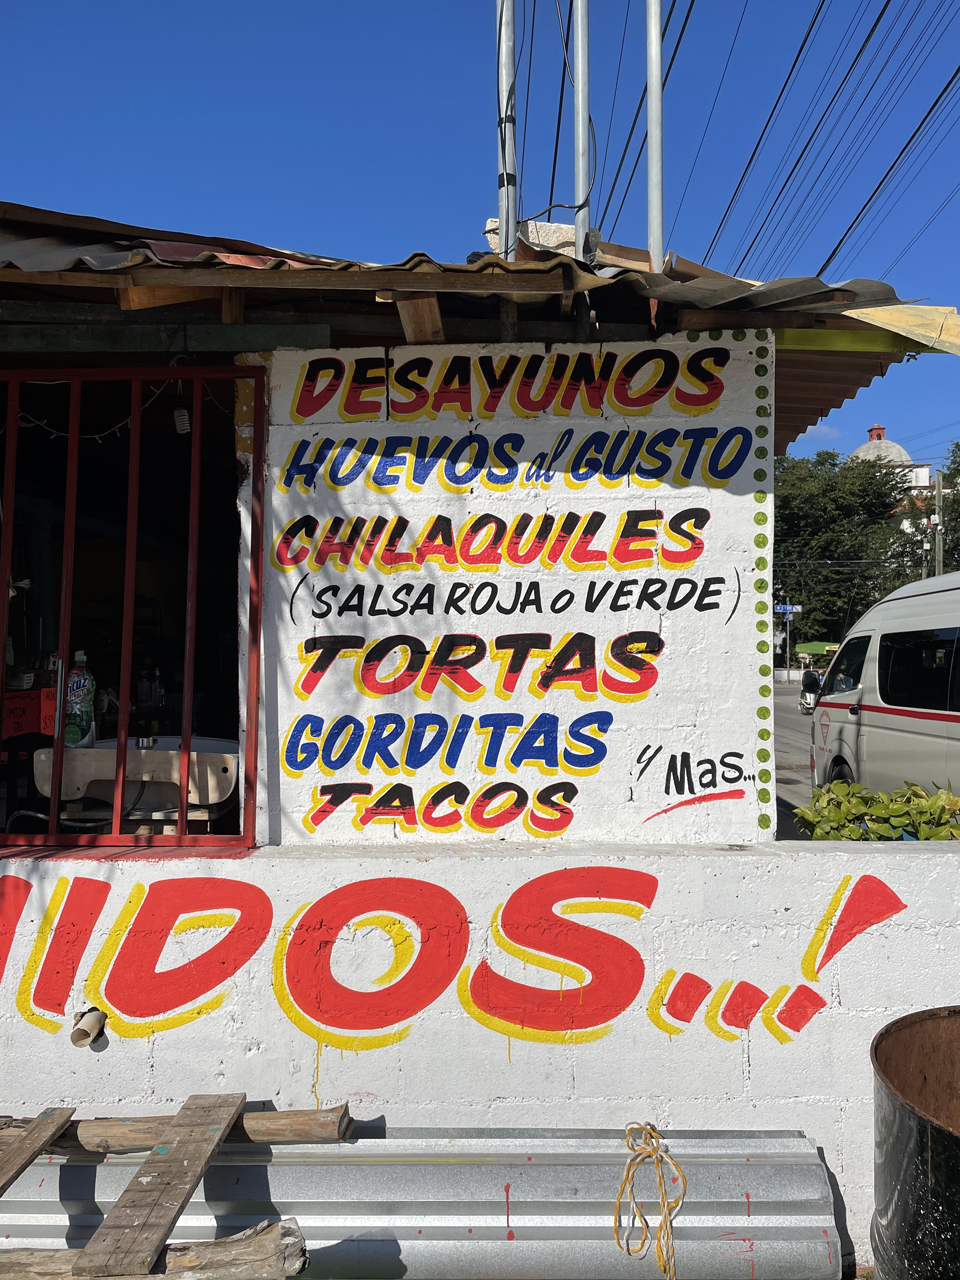 DESAYUNOS
HUEVOS al GUSTO
CHILAQUILES
(SALSA ROJA o VERDE)
TORTAS
GORDITAS
TACOS
y Mas...
IDOS...!